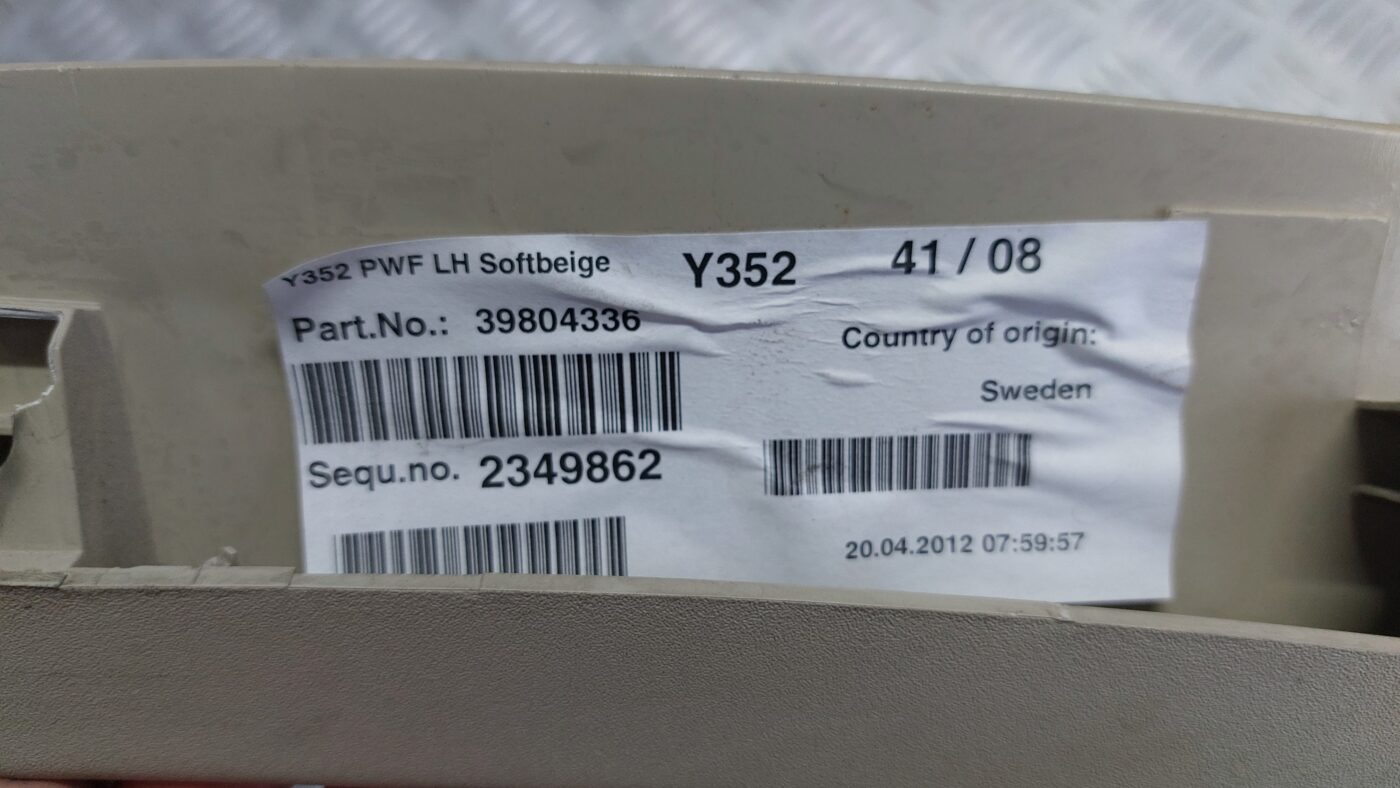 Y352 PWF LH Softbeige
Y352
41 / 08
Part.No.: 39804336
Country of origin:
Sweden
Sequ.no. 2349862
20.04.2012 07:59:57